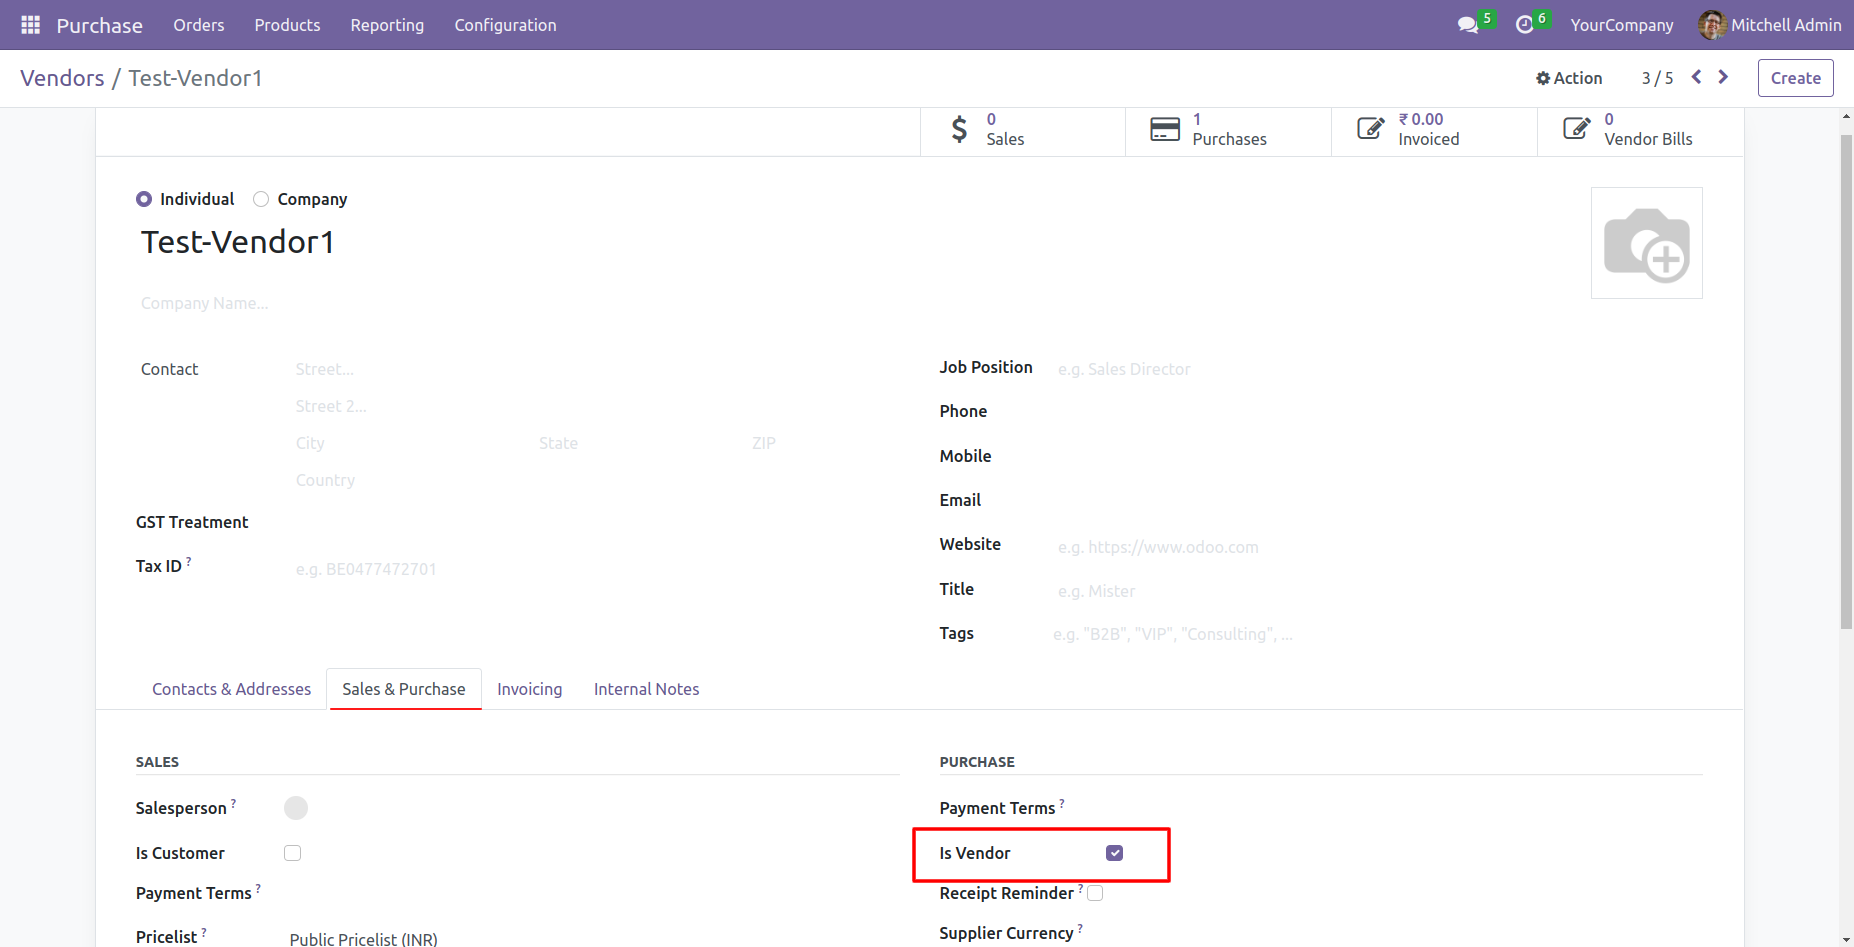 Purchase Orders Products Reporting Configuration 5 6 YourCompany Mitchell Admin
Vendors / Test-Vendor1 Action 3 / 5 Create
0 1 ₹ 0.00 0
Sales Purchases Invoiced Vendor Bills
Individual Company
Test-Vendor1
Company Name...
Contact Street... Job Position e.g. Sales Director
Street 2... Phone
City State ZIP Mobile
Country Email
GST Treatment
Website e.g. https://www.odoo.com
Tax ID ? e.g. BE0477472701
Title e.g. Mister
Tags e.g. "B2B", "VIP", "Consulting", ...
Contacts & Addresses Sales & Purchase Invoicing Internal Notes
SALES PURCHASE
Salesperson ? Payment Terms ?
Is Customer Is Vendor
Payment Terms ? Receipt Reminder ?
Pricelist ? Public Pricelist (INR) Supplier Currency ?